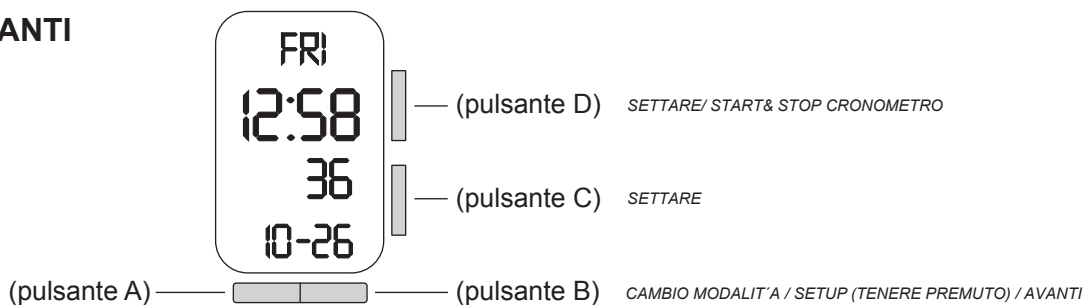 ANTI
FRI
12:58
36
10-26
(pulsante D) SETTARE/ START& STOP CRONOMETRO
(pulsante C) SETTARE
(pulsante A)
(pulsante B) CAMBIO MODALIT´A / SETUP (TENERE PREMUTO) / AVANTI